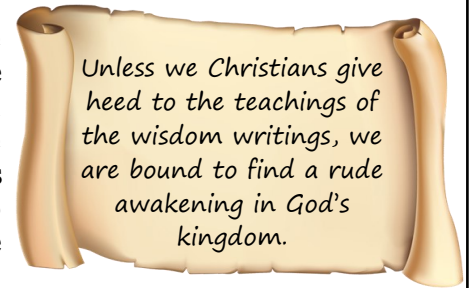 Unless we Christians give
heed to the teachings of
the wisdom writings, we
are bound to find a rude
awakening in God's
kingdom.